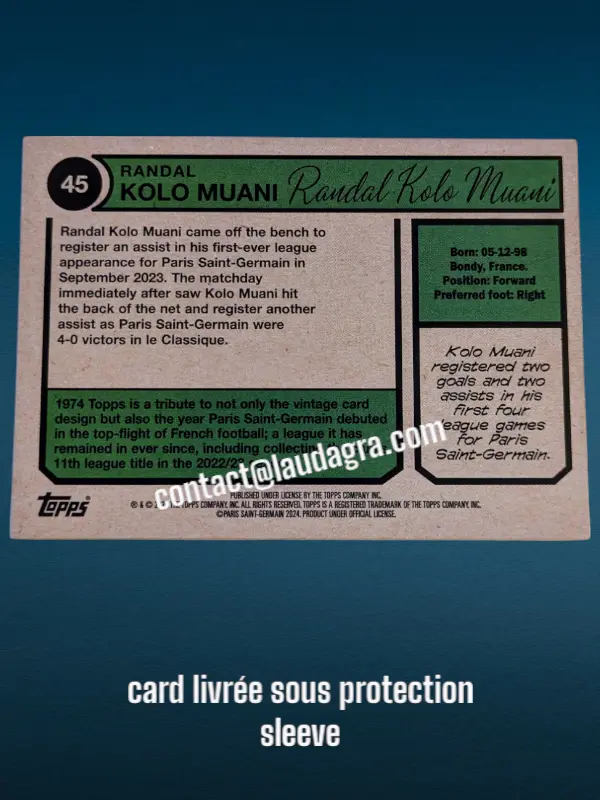 45
RANDAL
KOLO MUANI
Randal Kolo Muani
Randal Kolo Muani came off the bench to
register an assist in his first-ever league
appearance for Paris Saint-Germain in
September 2023. The matchday
immediately after saw Kolo Muani hit
the back of the net and register another
assist as Paris Saint-Germain were
4-0 victors in le Classique.
1974 Topps is a tribute to not only the vintage card
design but also the year Paris Saint-Germain debuted
in the top-flight of French football; a league it has
remained in ever since, including
11th league title in the
Born: 05-12-98
Bondy, France.
Position: Forward
Preferred foot: Right
Kolo Muani
registered two
goals and two
assists in his
first four
league games
for Paris
Saint-Germain.
contact@laudagra.com
topps®
PUBLISHED UNDER LICENSE BY THE TOPPS COMPANY, INC.
® & © THE TOPPS COMPANY, INC. ALL RIGHTS RESERVED. TOPPS IS A REGISTERED TRADEMARK OF THE TOPPS COMPANY, INC.
©PARIS SAINT-GERMAIN 2024. PRODUCT UNDER OFFICIAL LICENSE.
card livrée sous protection
sleeve